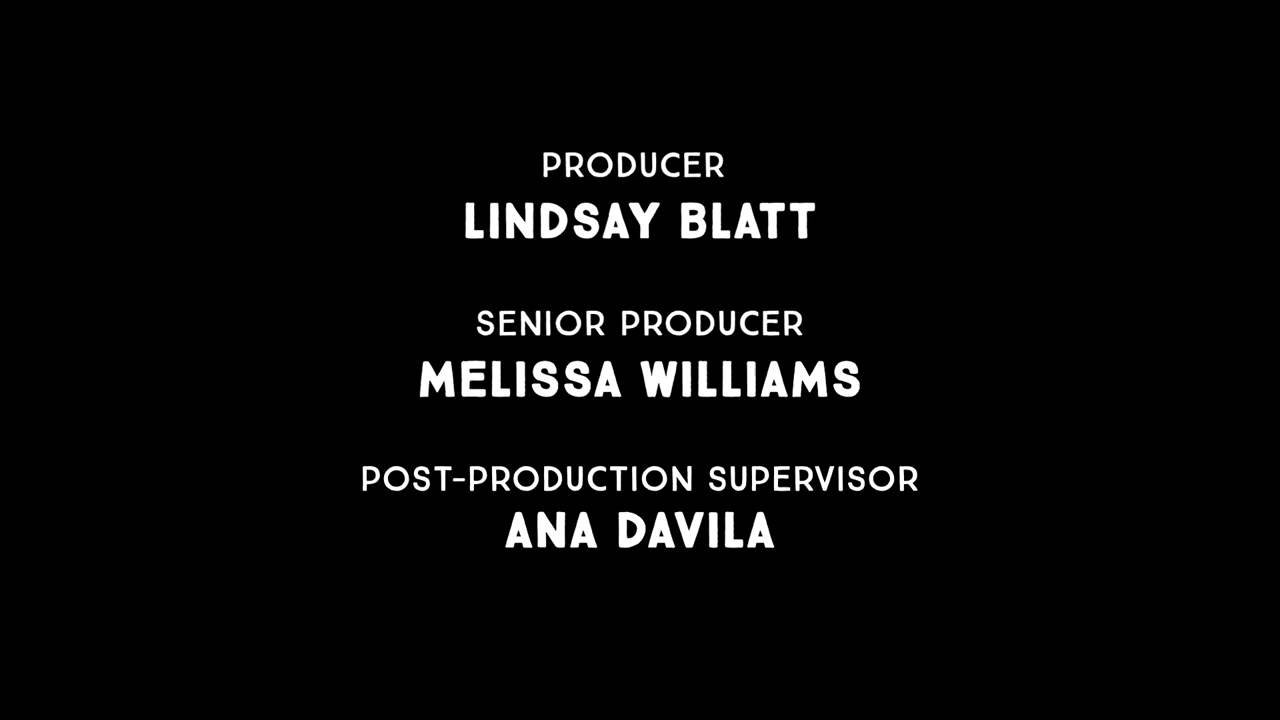 PRODUCER
LINDSAY BLATT
SENIOR PRODUCER
MELISSA WILLIAMS
POST-PRODUCTION SUPERVISOR
ANA DAVILA